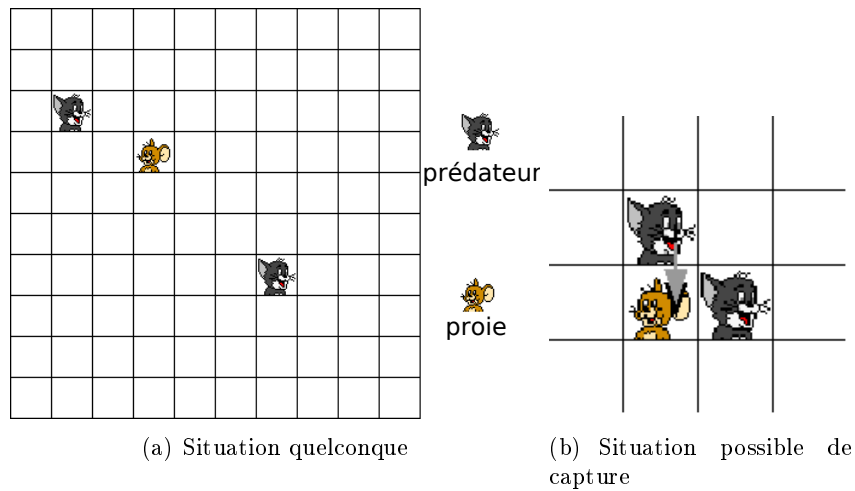 prédateur
proie
(a) Situation quelconque
(b) Situation possible de
capture